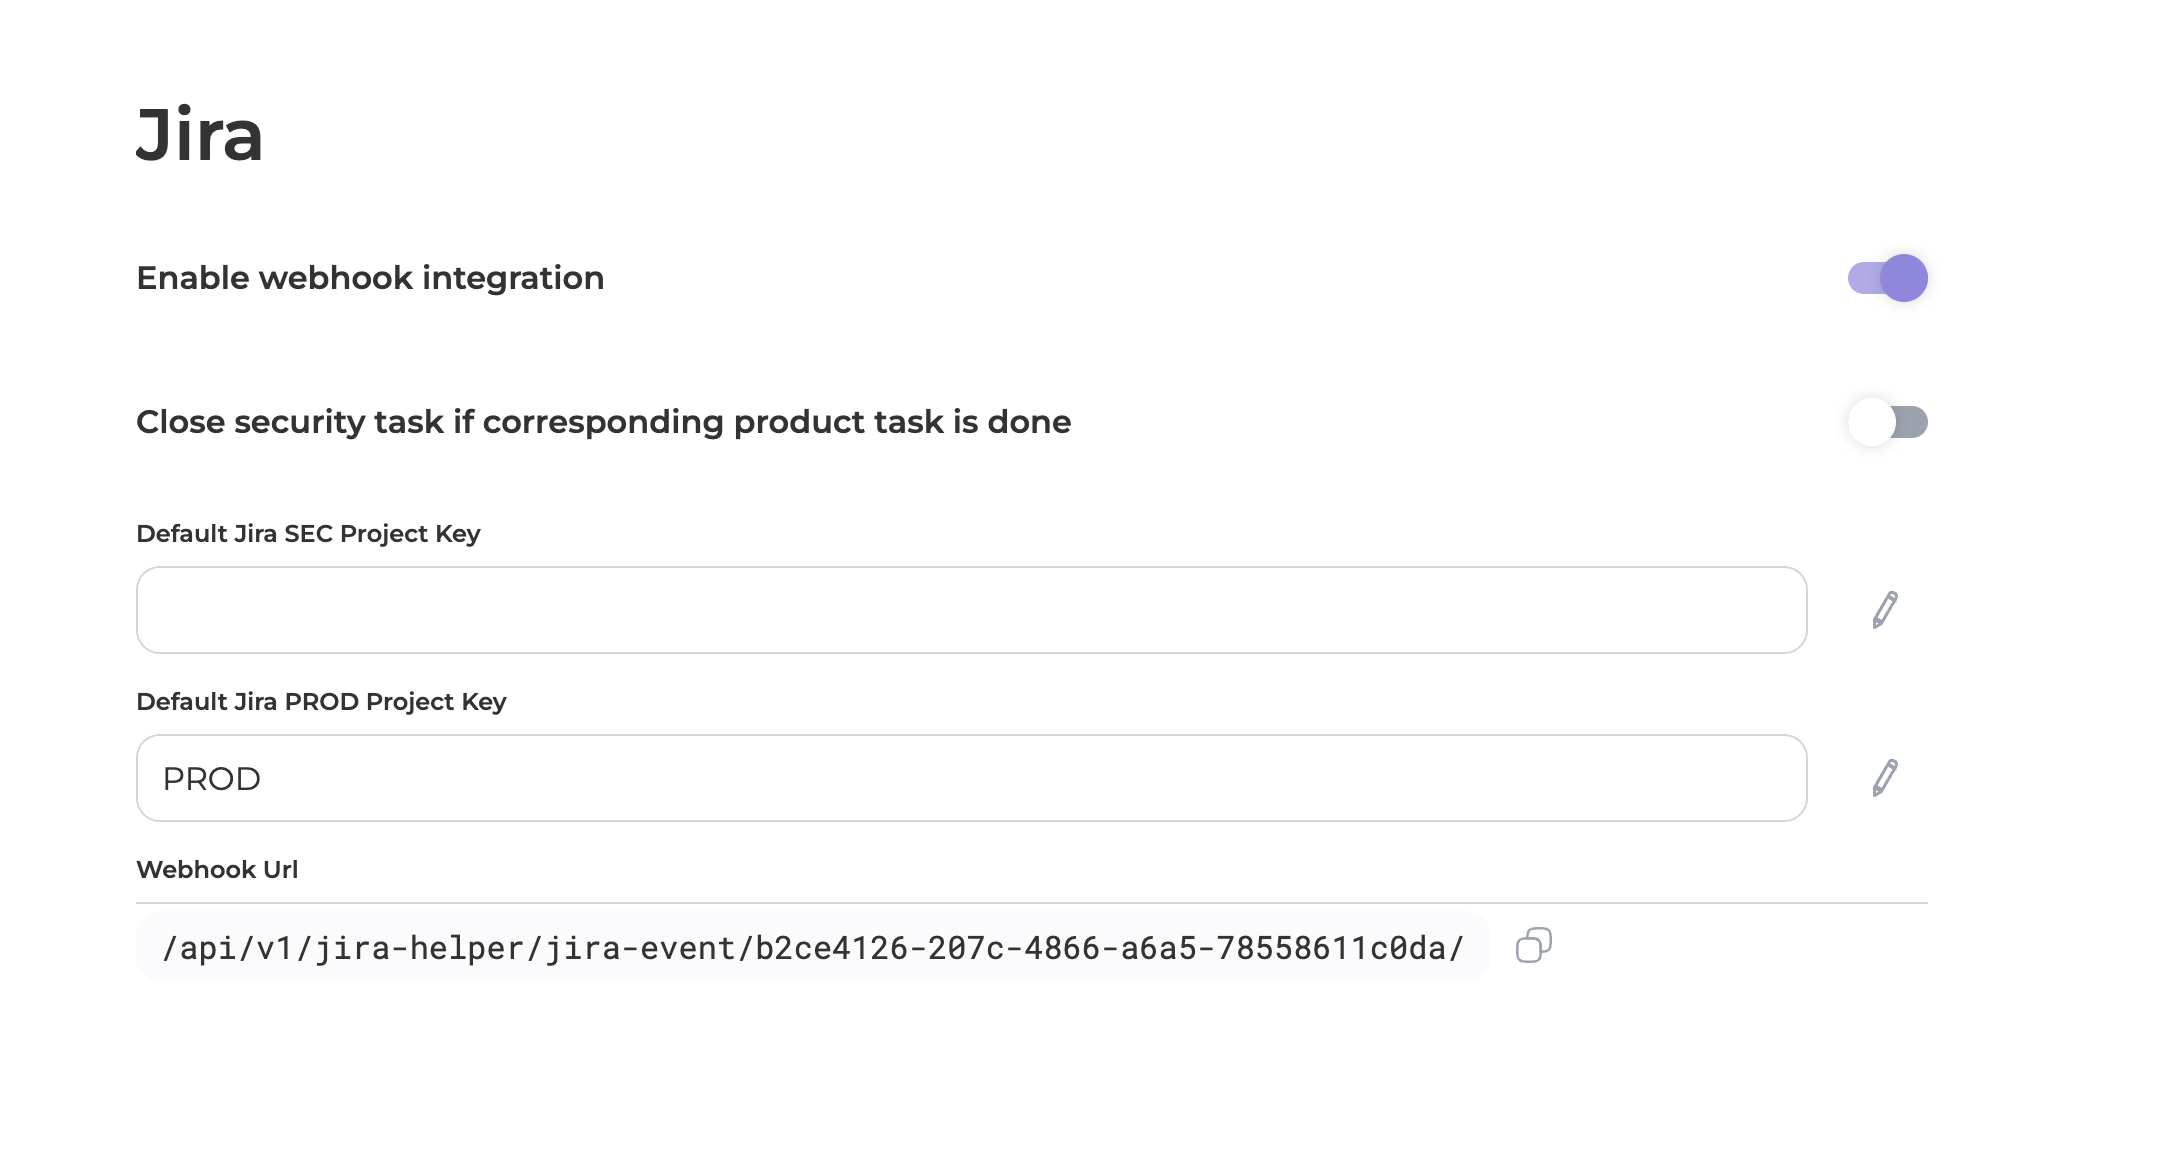 Jira
Enable webhook integration
Close security task if corresponding product task is done
Default Jira SEC Project Key
Default Jira PROD Project Key
PROD
Webhook Url
/api/v1/jira-helper/jira-event/b2ce4126-207c-4866-a6a5-78558611c0da/